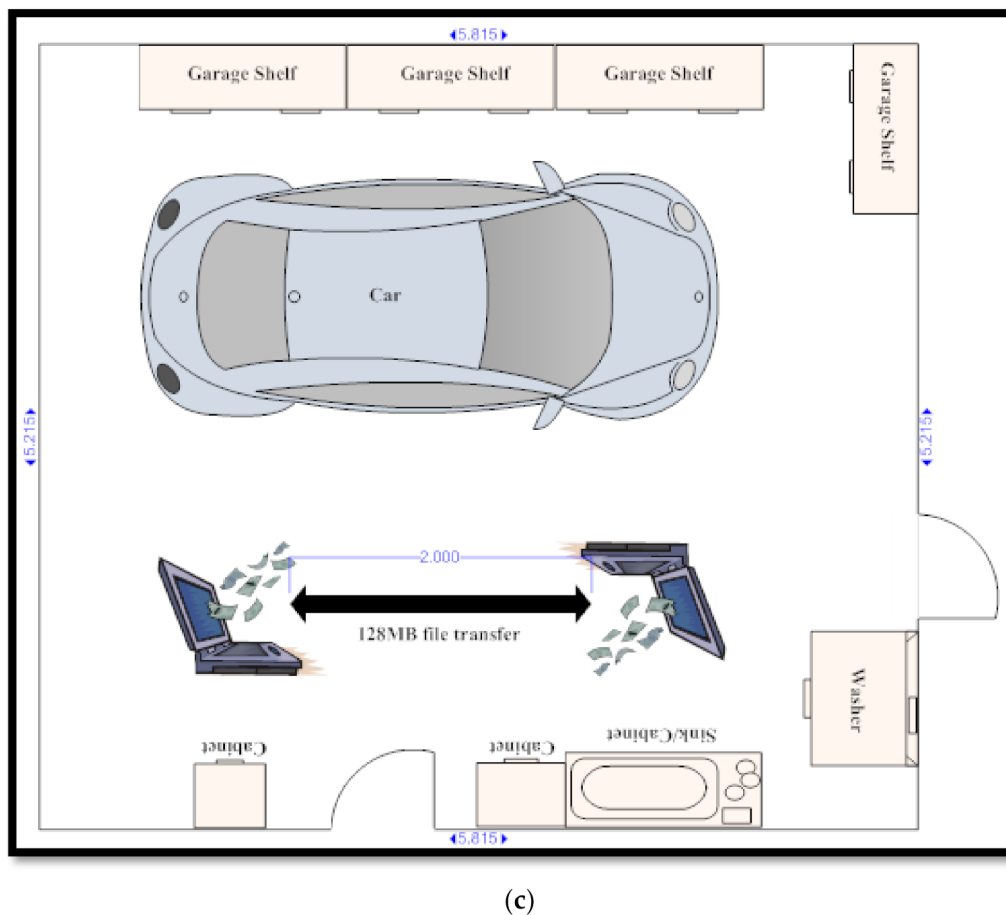 5.815
Garage Shelf
Garage Shelf
Garage Shelf
Garage Shelf
Car
5.215
5.215
2.000
128MB file transfer
Washer
Cabinet
Cabinet
Sink/Cabinet
5.815
(c)